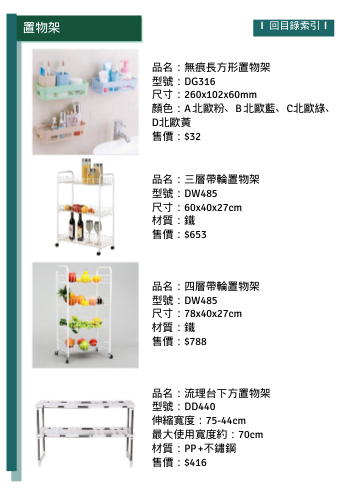 置物架
回目錄索引
品名：無痕長方形置物架
型號：DG316
尺寸：260x102x60mm
顏色：A北歐粉、B北歐藍、C北歐綠、
D北歐黃
售價：$32
品名：三層帶輪置物架
型號：DW485
尺寸：60x40x27cm
材質：鐵
售價：$653
品名：四層帶輪置物架
型號：DW485
尺寸：78x40x27cm
材質：鐵
售價：$788
品名：流理台下方置物架
型號：DD440
伸縮寬度：75-44cm
最大使用寬度約：70cm
材質：PP+不鏽鋼
售價：$416